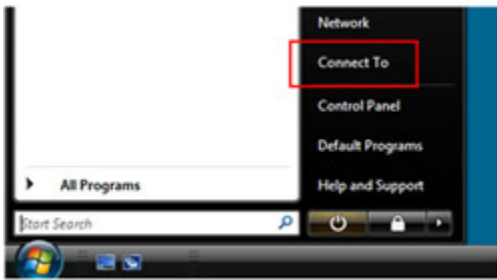 Network
Connect To
Control Panel
Default Programs
All Programs
Help and Support
Start Search